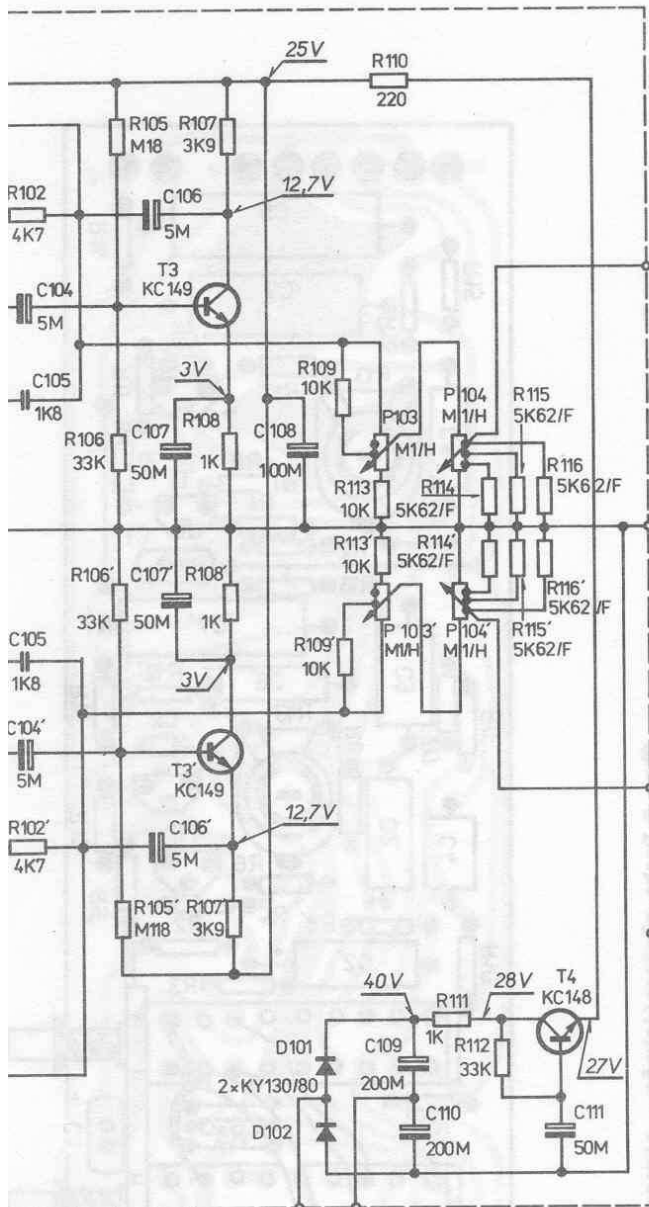 25V
R110
220
R105
M18
R107
3K9
R102
4K7
C106
5M
12,7V
T3
KC149
C104
5M
C105
1K8
3V
R109
10K
P103
M1/H
P104
M1/H
R115
5K62/F
R106
33K
C107
50M
R108
1K
C108
100M
R116
5K62/F
R113
10K
R114
5K62/F
R106'
33K
C107'
50M
R108'
1K
R113'
10K
R114'
5K62/F
R116'
5K62/F
R115'
5K62/F
P103'
M1/H
P104'
M1/H
R109'
10K
C105
1K8
3V
C104'
5M
T3'
KC149
R102'
4K7
C106'
5M
12,7V
R105'
M118
R107'
3K9
40V
R111
1K
28V
T4
KC148
R112
33K
27V
D101
2×KY130/80
D102
C109
200M
C110
200M
C111
50M